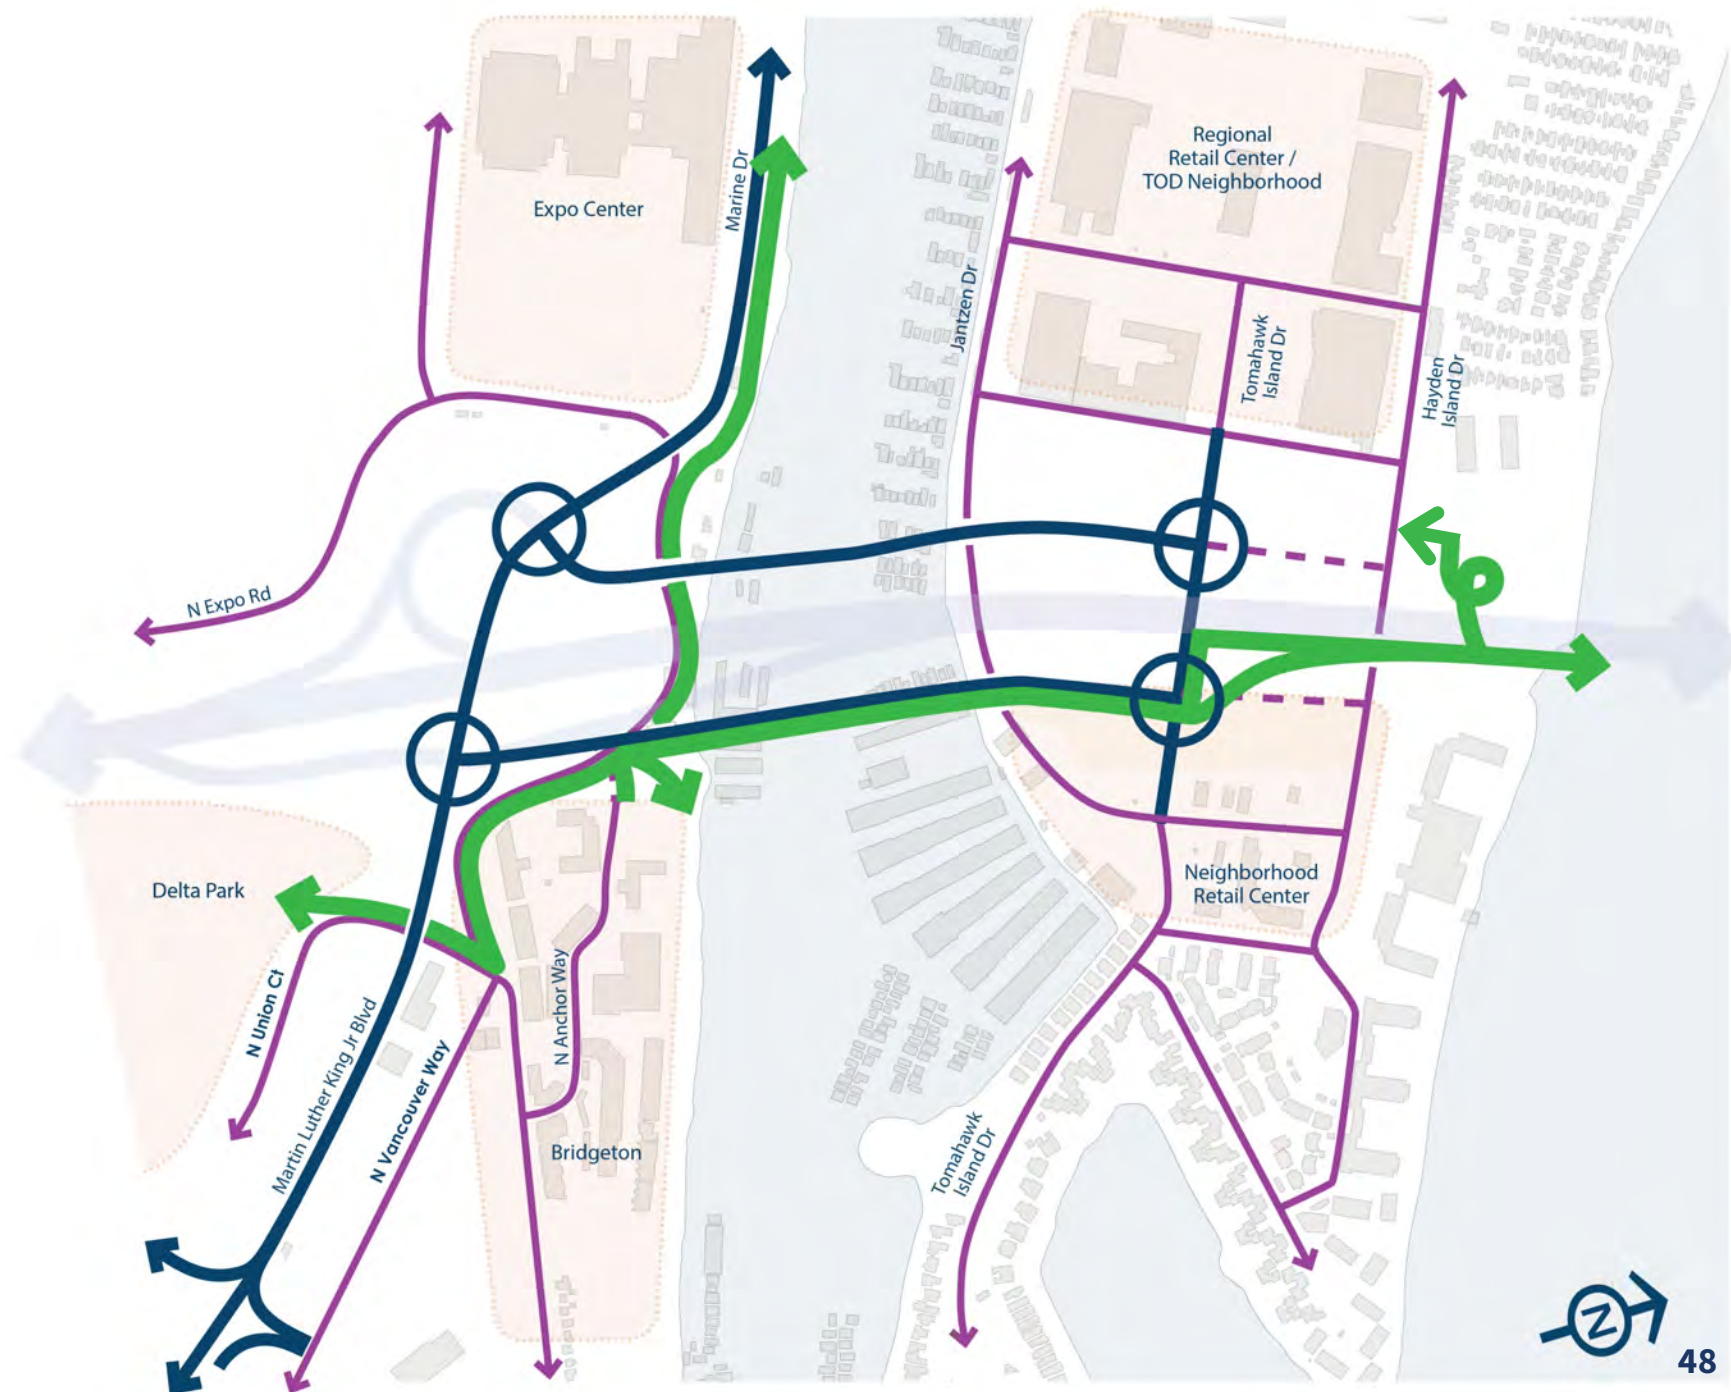 Regional
Retail Center /
TOD Neighborhood
Expo Center
Marine Dr
Jantzen Dr
Tomahawk
Island Dr
Hayden
Island Dr
N Expo Rd
Delta Park
Neighborhood
Retail Center
N Union Ct
Martin Luther King Jr Blvd
N Vancouver Way
N Anchor Way
Bridgeton
Tomahawk
Island Dr
N
48